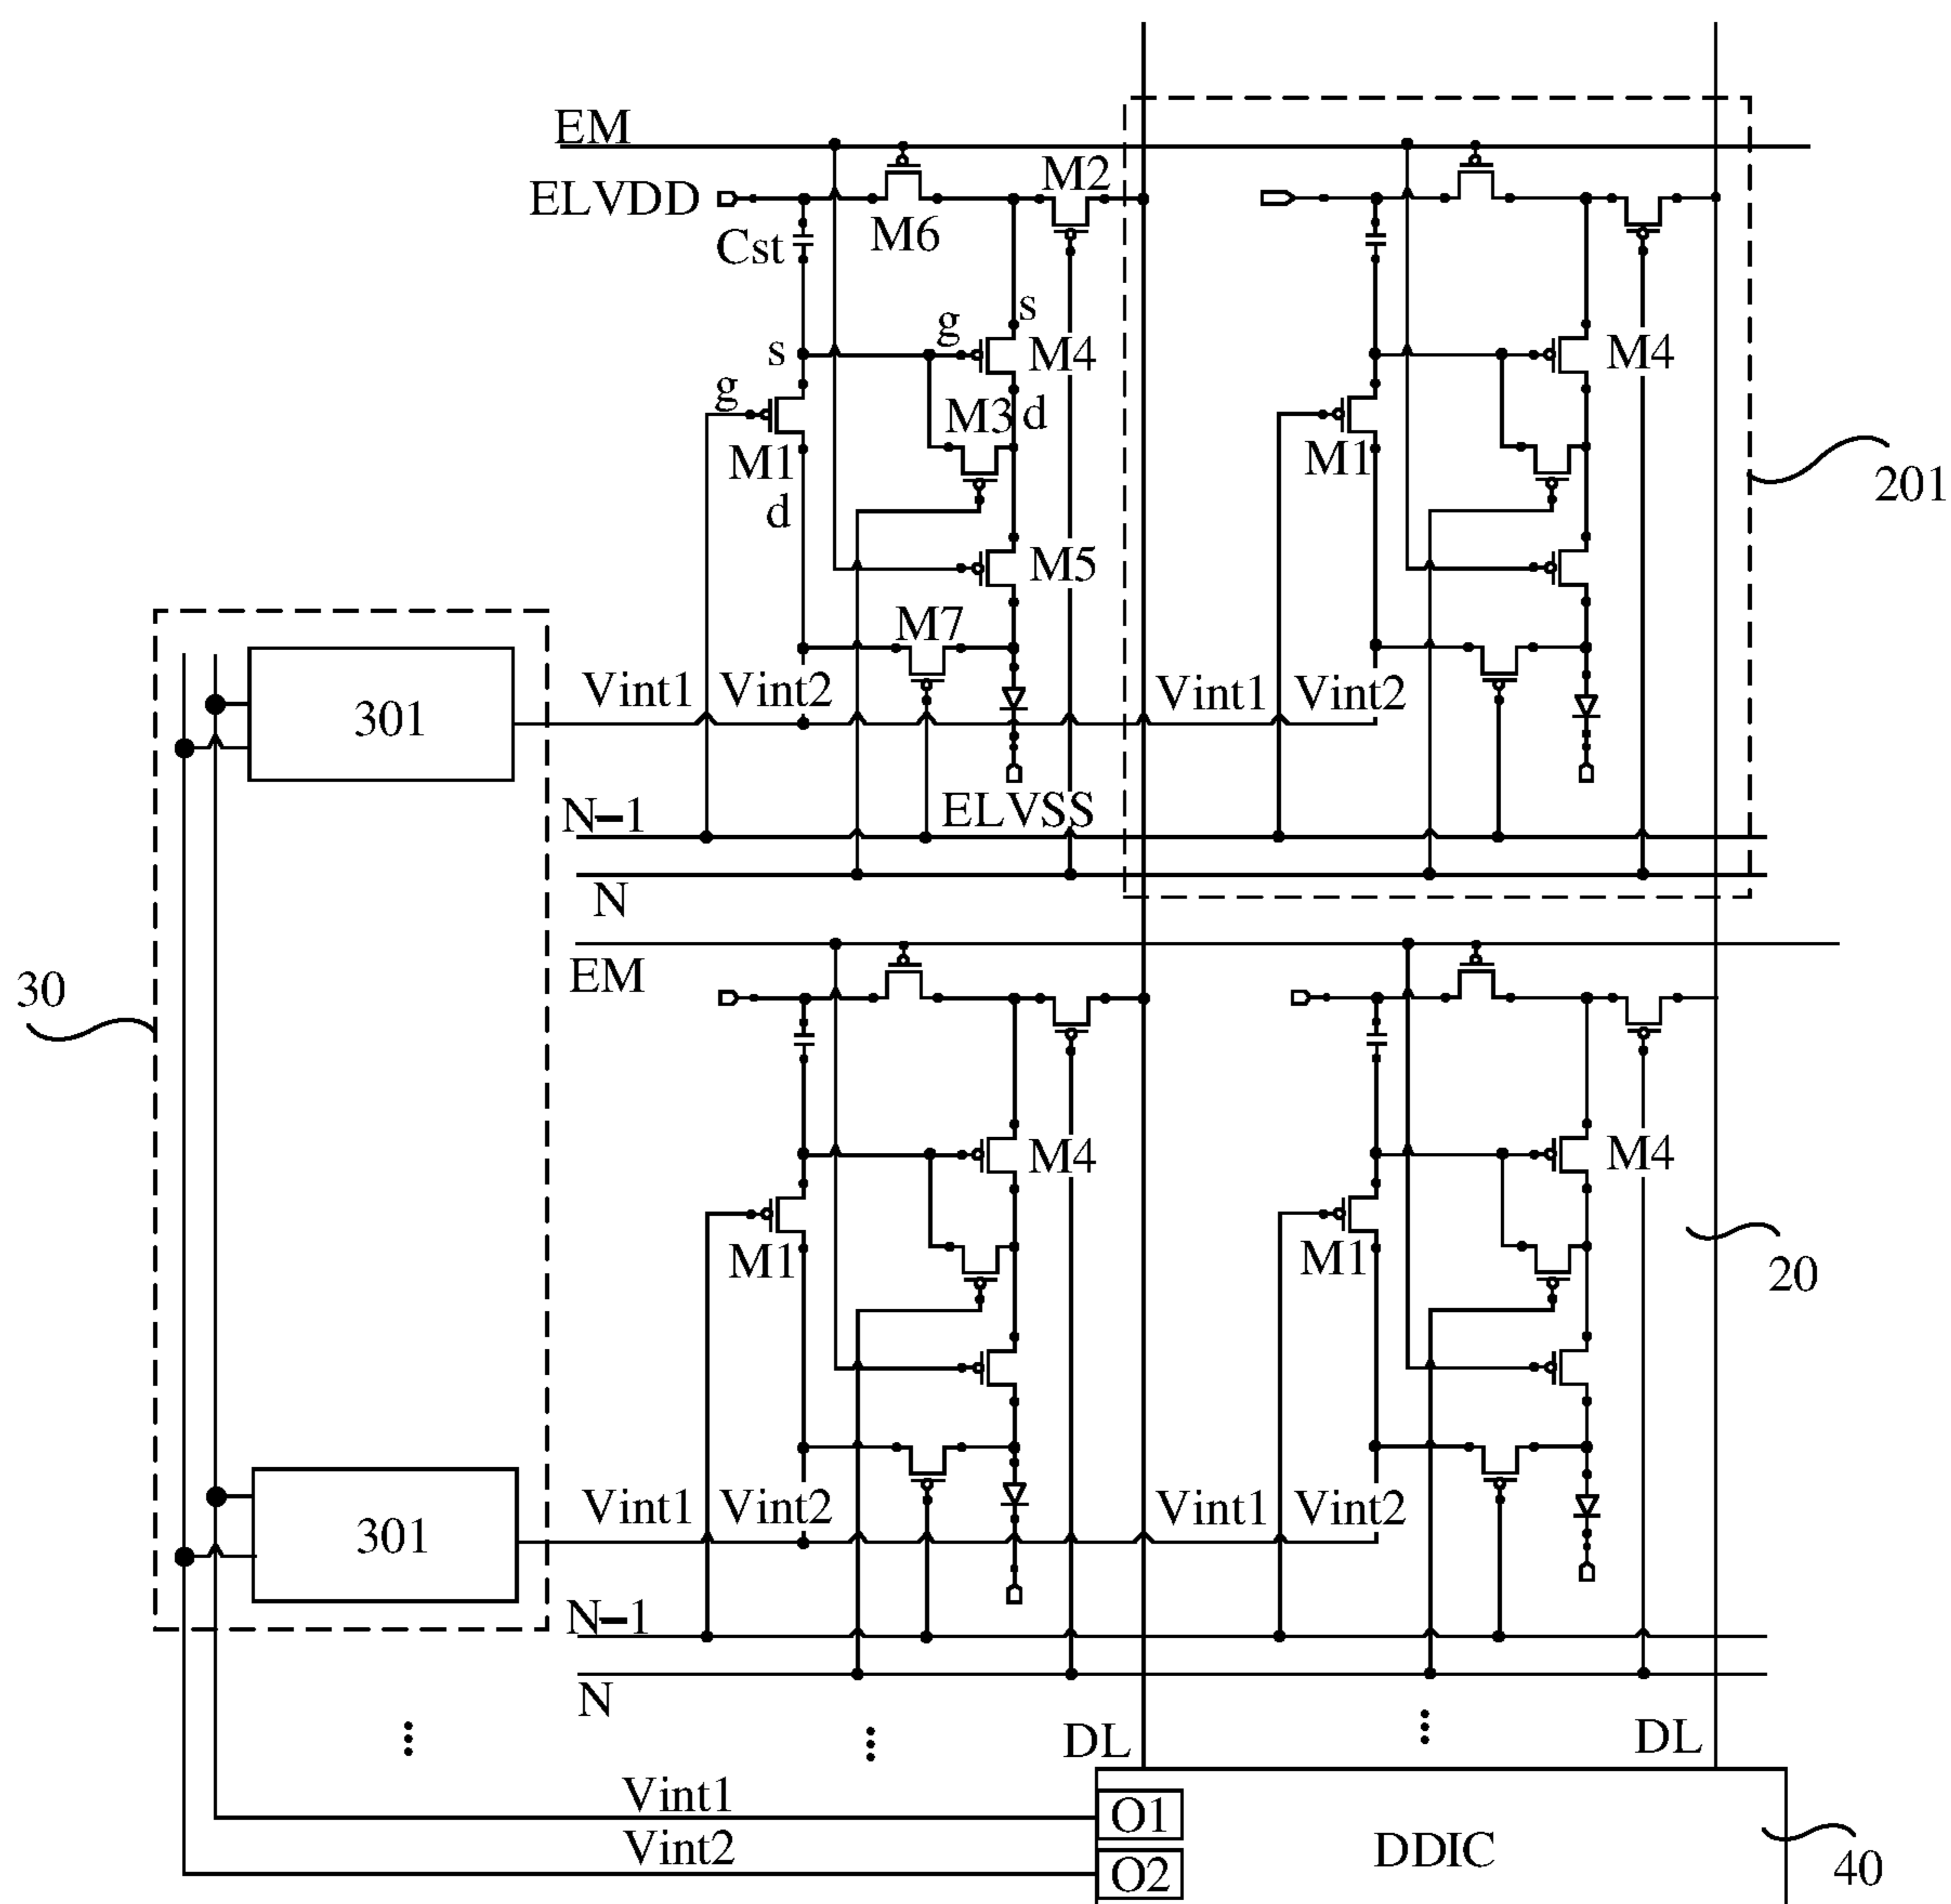 EM
ELVDD
M2
M6
Cst
s
g
s
M4
M4
g
M3
d
M1
M1
201
d
M5
M7
Vint1
Vint2
Vint1
Vint2
301
N-1
ELVSS
N
EM
30
M4
M4
M1
M1
20
Vint1
Vint2
Vint1
Vint2
301
N-1
N
DL
DL
Vint1
O1
Vint2
O2
DDIC
40